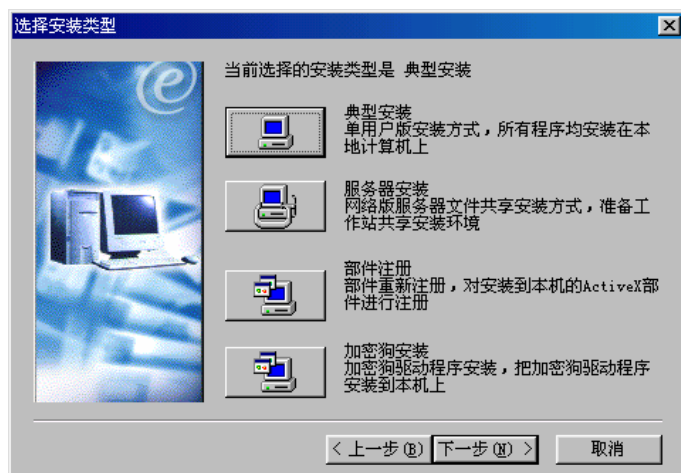 选择安装类型
当前选择的安装类型是 典型安装
典型安装
单用户版安装方式，所有程序均安装在本
地计算机上
服务器安装
网络版服务器文件共享安装方式，准备工
作站共享安装环境
部件注册
部件重新注册，对安装到本机的ActiveX部
件进行注册
加密狗安装
加密狗驱动程序安装，把加密狗驱动程序
安装到本机上
< 上一步(B) 下一步(N) > 取消